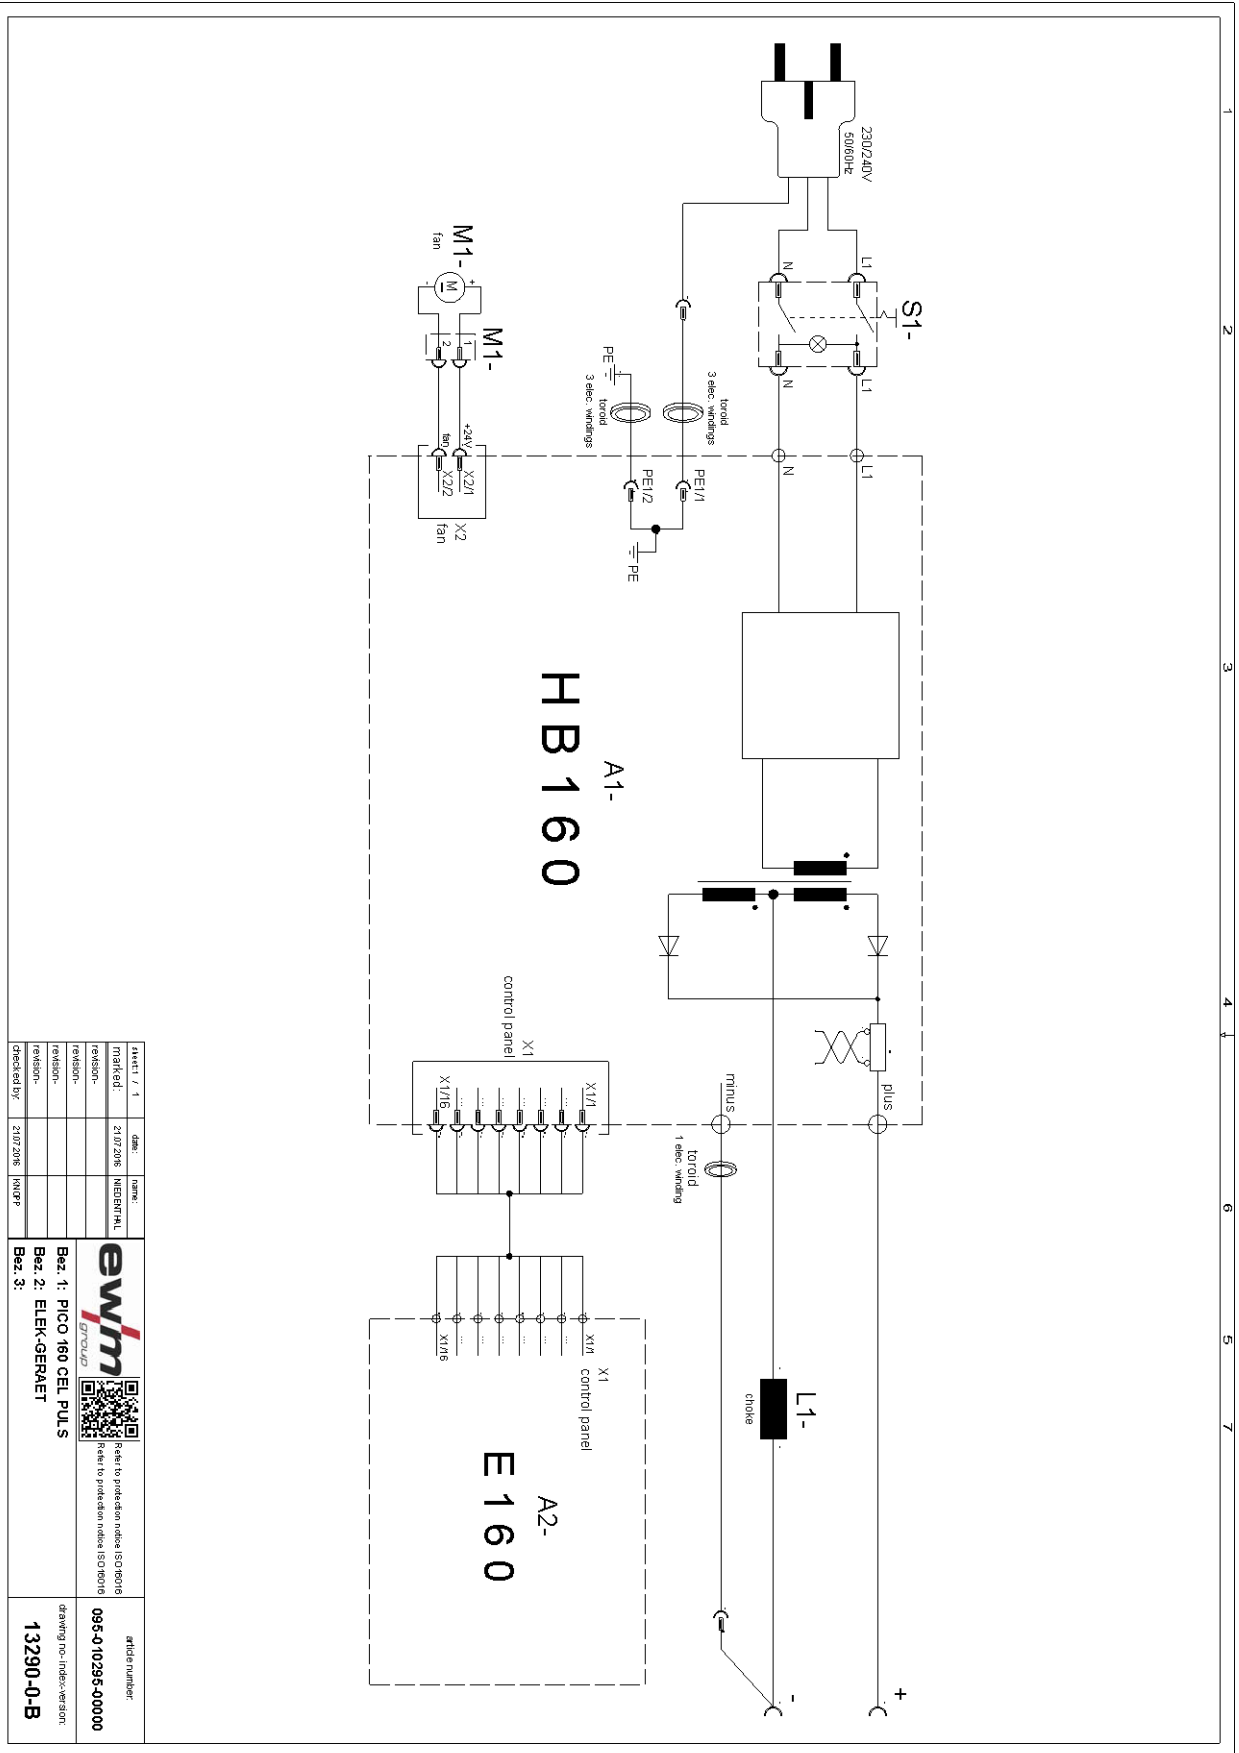 1
2
3
4
6
5
7
230/240V
50/60Hz
L1
N
S1-
L1
N
L1
N
M1-
fan
M
+
-
M1-
1
2
+24V
fan
X2/1
X2/2
X2
fan
PE
toroid
3 elec. windings
toroid
3 elec. windings
PE1/1
PE1/2
PE
A1-
HB160
plus
minus
toroid
1 elec. winding
X1
control panel
X1/1
...
...
...
...
...
...
X1/16
X1/1
...
...
...
...
...
...
X1/16
X1
control panel
A2-
E160
L1-
choke
+
-
sheet:1 / 1
date:
name:
marked:
21.07.2016
NIEDENTHAL
revision-
revision-
revision-
revision-
checked by:
21.07.2016
KNOPP
ewm
group
Refer to protection notice ISO16016
Refer to protection notice ISO16016
Bez. 1: PICO 160 CEL PULS
Bez. 2: ELEK-GERAET
Bez. 3:
article number:
095-010295-00000
drawing no-index-version:
13290-0-B